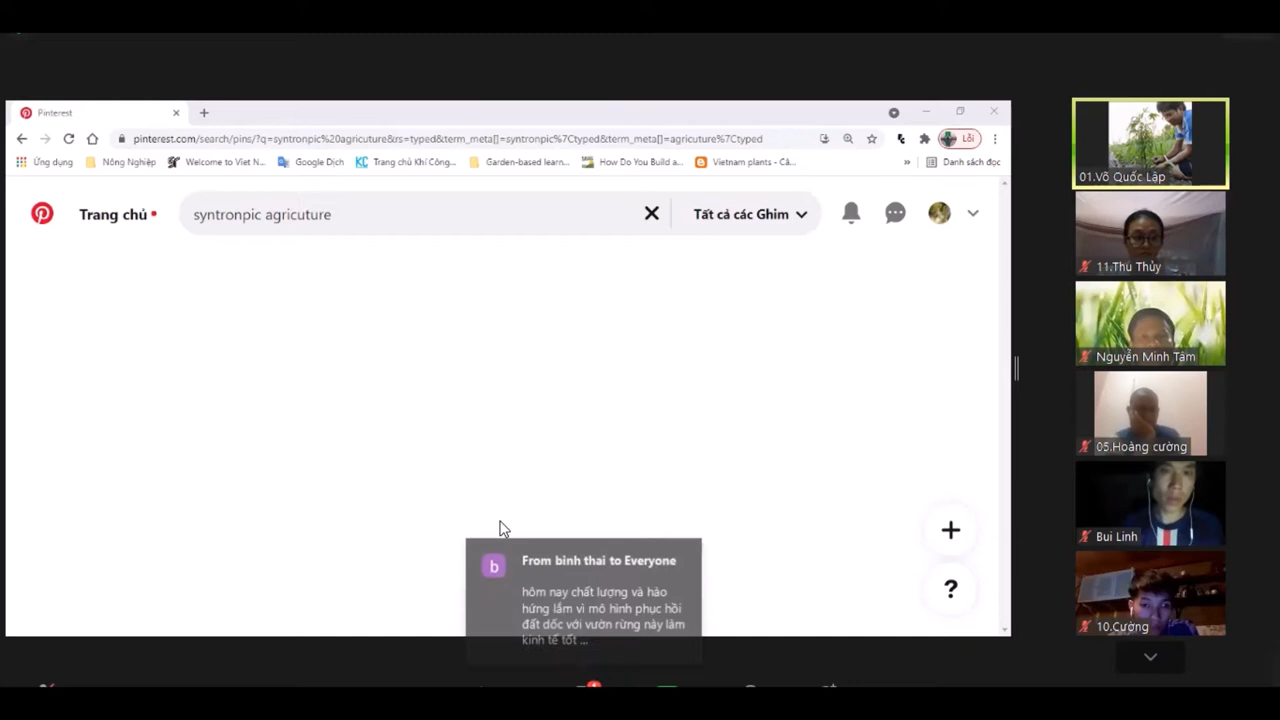 Pinterest
pinterest.com/search/pins/?q=syntronpic%20agricuture&rs=typed&term_meta[]=syntronpic%7Ctyped&term_meta[]=agricuture%7Ctyped
Lỗi
Ứng dụng
Nông Nghiệp
Welcome to Viet N...
Google Dịch
KC
Trang chủ Khí Công...
Garden-based learn...
How Do You Build a...
Vietnam plants - Câ...
»
Danh sách đọc
Trang chủ
syntronpic agricuture
Tất cả các Ghim
+
?
b
From binh thai to Everyone
hôm nay chất lượng và hào
hứng lắm vì mô hình phục hồi
đất dốc với vườn rừng này làm
kinh tế tốt ...
01.Võ Quốc Lập
11.Thu Thủy
Nguyễn Minh Tâm
05.Hoàng cường
Bui Linh
10.Cường